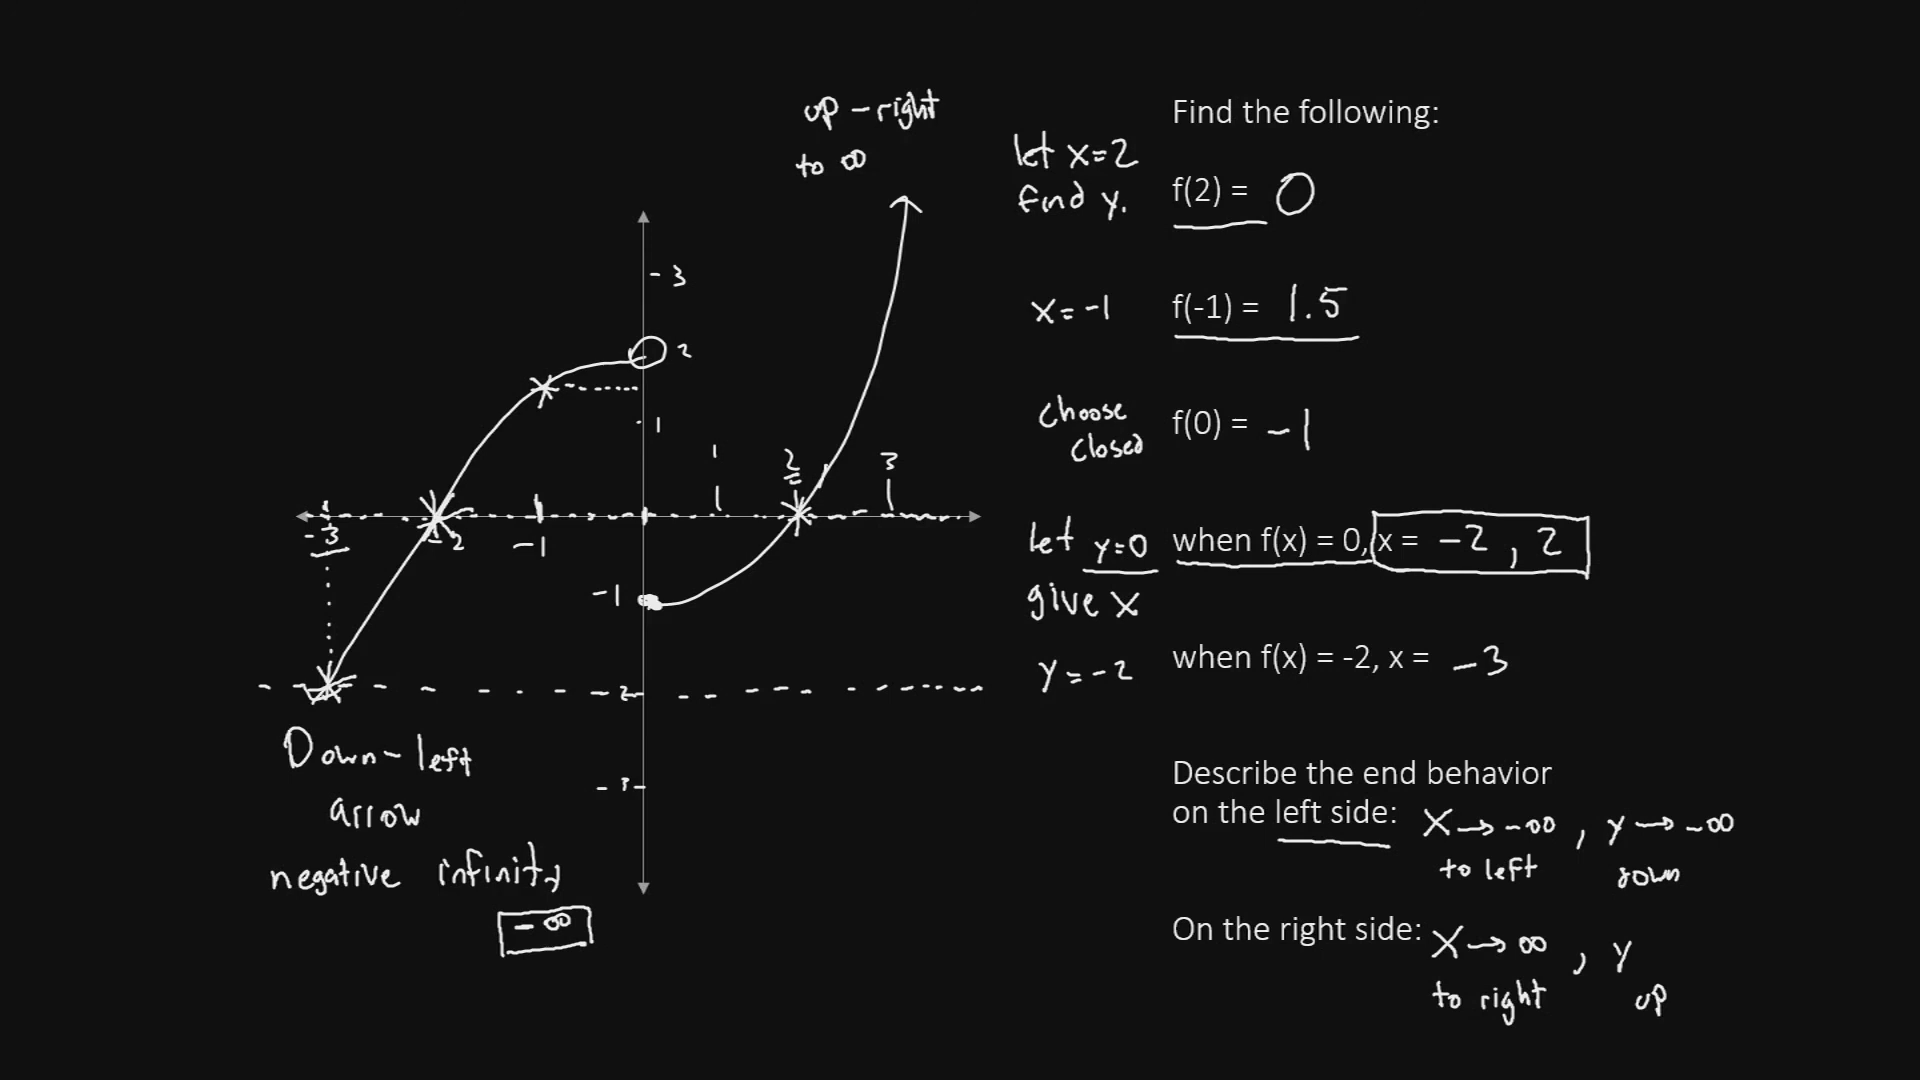 up - right
to ∞
- 3
2
1
1
2
3
-3
-2
-1
-1
- 2
Down - left
arrow
negative infinity
- ∞
Find the following:
let x=2
find y.
f(2) = 0
x = -1
f(-1) = 1.5
choose
closed
f(0) = -1
let y=0
give x
when f(x) = 0, x = -2 , 2
y = -2
when f(x) = -2, x = -3
Describe the end behavior
on the left side: X → -∞ , y → -∞
to left down
On the right side: X → ∞ , y
to right up